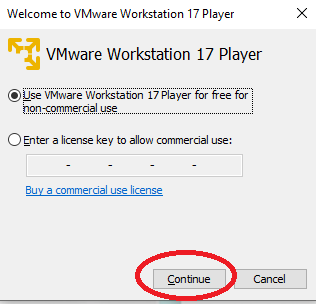 Welcome to VMware Workstation 17 Player
VMware Workstation 17 Player
Use VMware Workstation 17 Player for free for
non-commercial use
Enter a license key to allow commercial use:
- - - -
Buy a commercial use license
Continue
Cancel